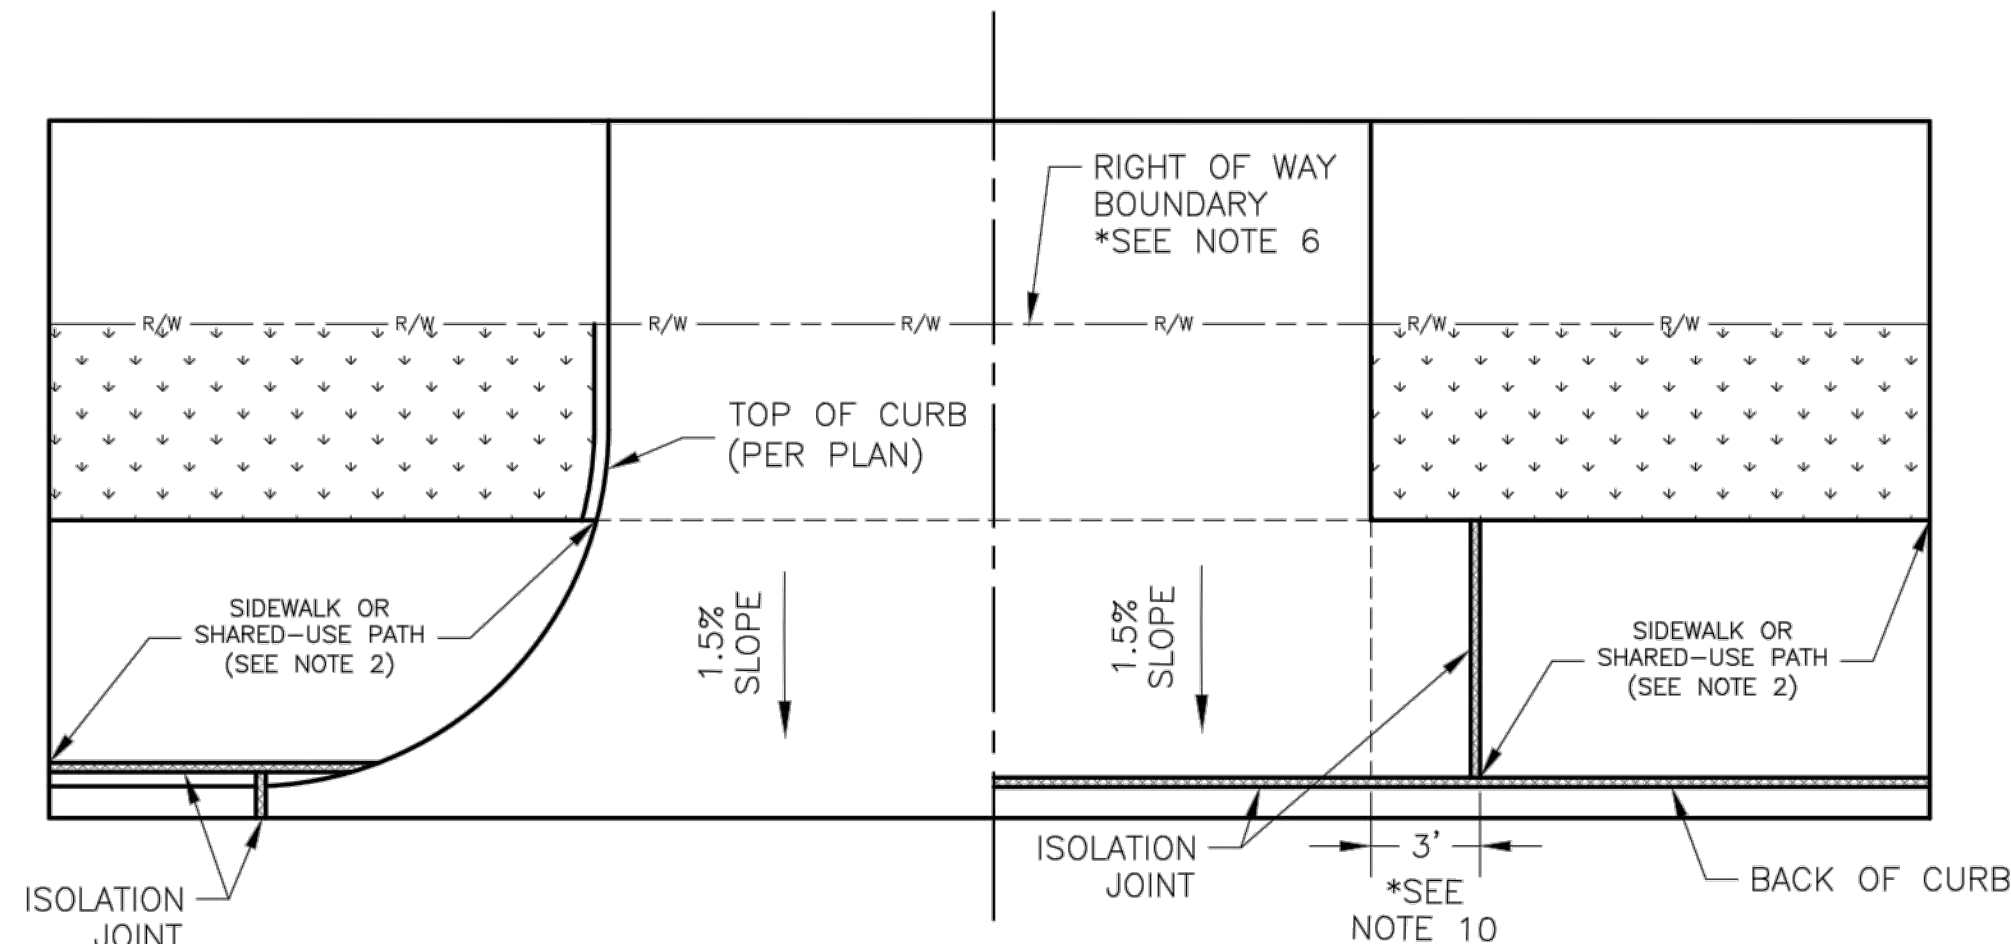 RIGHT OF WAY
BOUNDARY
*SEE NOTE 6
R/W
R/W
R/W
R/W
R/W
R/W
R/W
TOP OF CURB
(PER PLAN)
SIDEWALK OR
SHARED-USE PATH
(SEE NOTE 2)
1.5%
SLOPE
1.5%
SLOPE
SIDEWALK OR
SHARED-USE PATH
(SEE NOTE 2)
ISOLATION
JOINT
ISOLATION
JOINT
3'
*SEE
NOTE 10
BACK OF CURB